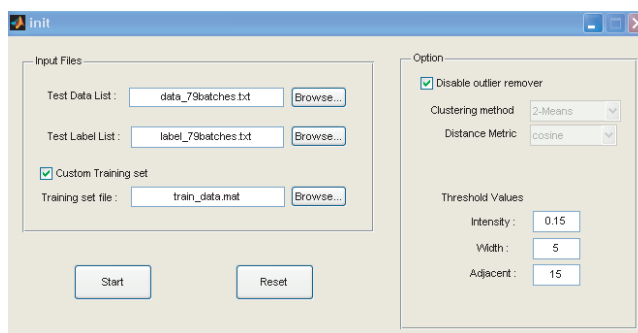 init
Input Files
Test Data List : data_79batches.txt Browse...
Test Label List : label_79batches.txt Browse...
Custom Training set
Training set file : train_data.mat Browse...
Start Reset
Option
Disable outlier remover
Clustering method 2-Means
Distance Metric cosine
Threshold Values
Intensity : 0.15
Width : 5
Adjacent : 15